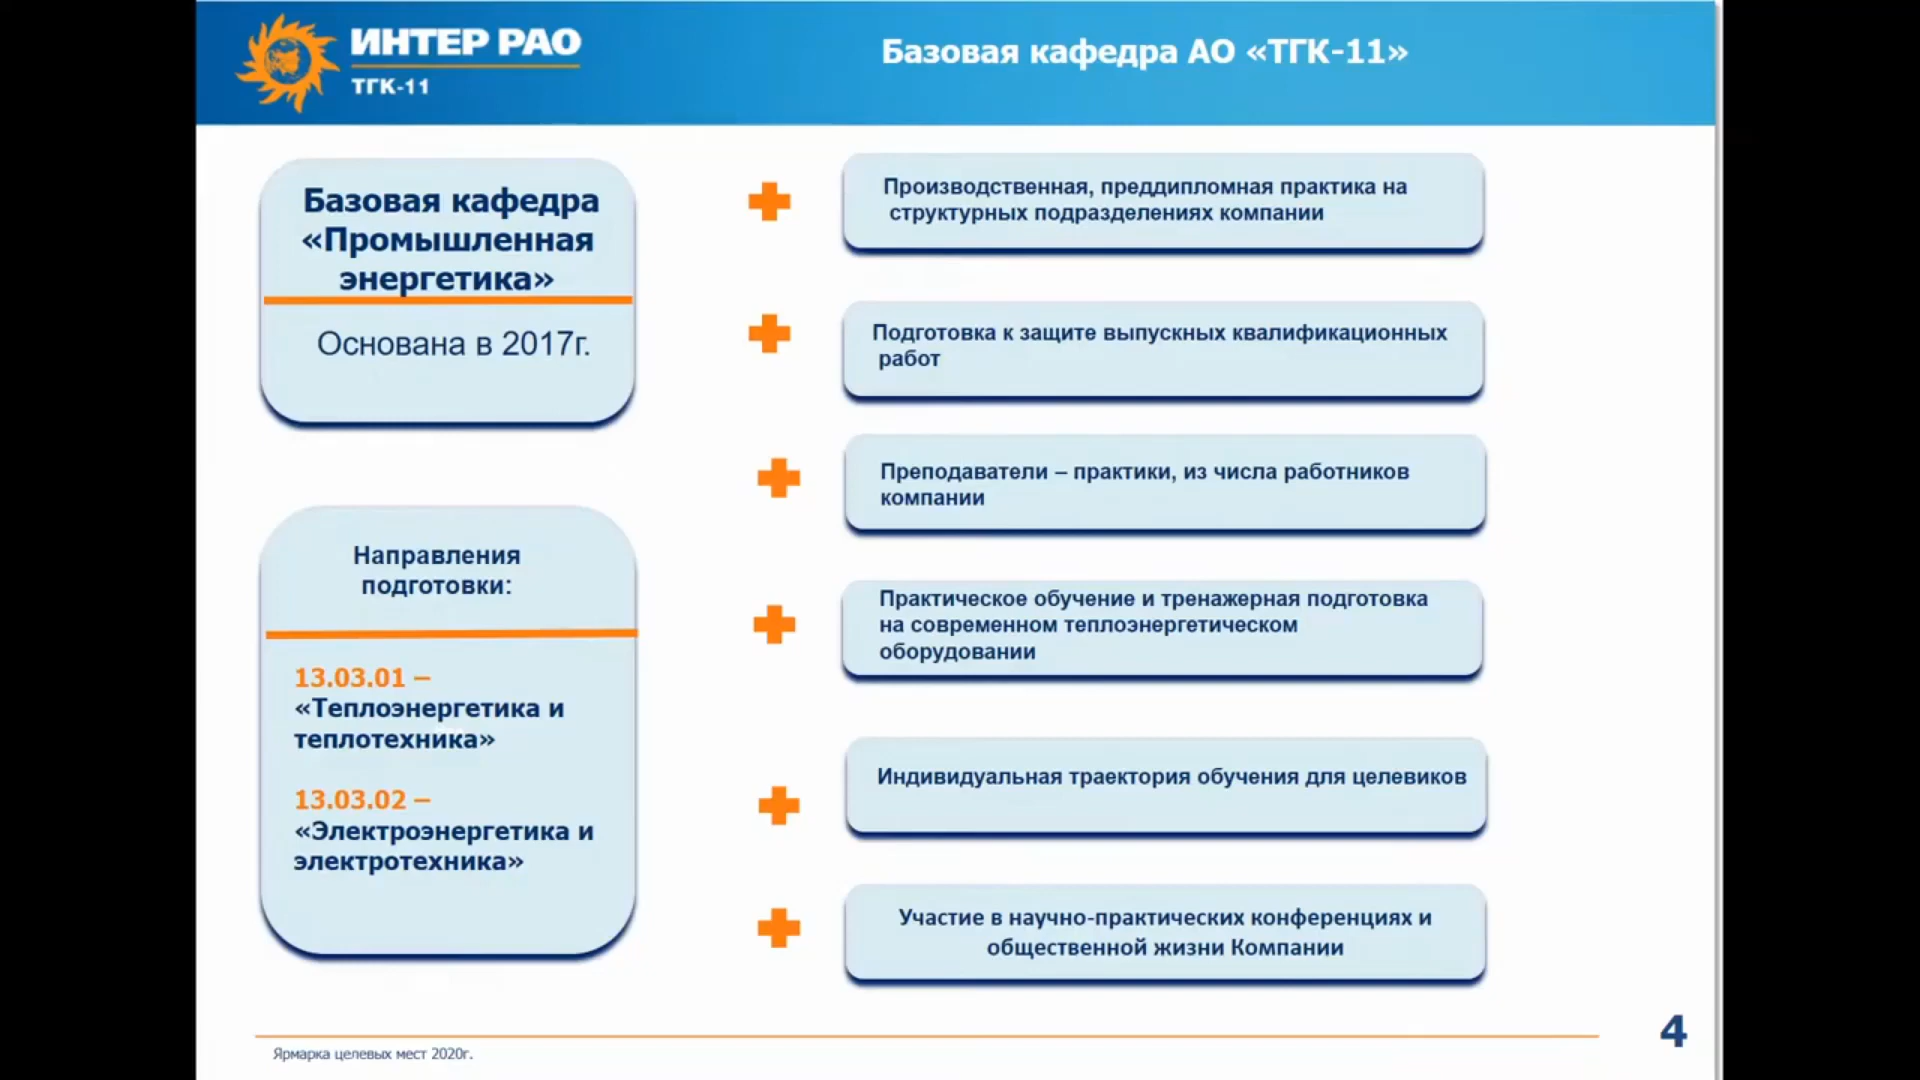 ИНТЕР РАО
ТГК-11
Базовая кафедра АО «ТГК-11»
Базовая кафедра
«Промышленная
энергетика»
Основана в 2017г.
Направления
подготовки:
13.03.01 –
«Теплоэнергетика и
теплотехника»
13.03.02 –
«Электроэнергетика и
электротехника»
Производственная, преддипломная практика на
структурных подразделениях компании
Подготовка к защите выпускных квалификационных
работ
Преподаватели – практики, из числа работников
компании
Практическое обучение и тренажерная подготовка
на современном теплоэнергетическом
оборудовании
Индивидуальная траектория обучения для целевиков
Участие в научно-практических конференциях и
общественной жизни Компании
Ярмарка целевых мест 2020г.
4